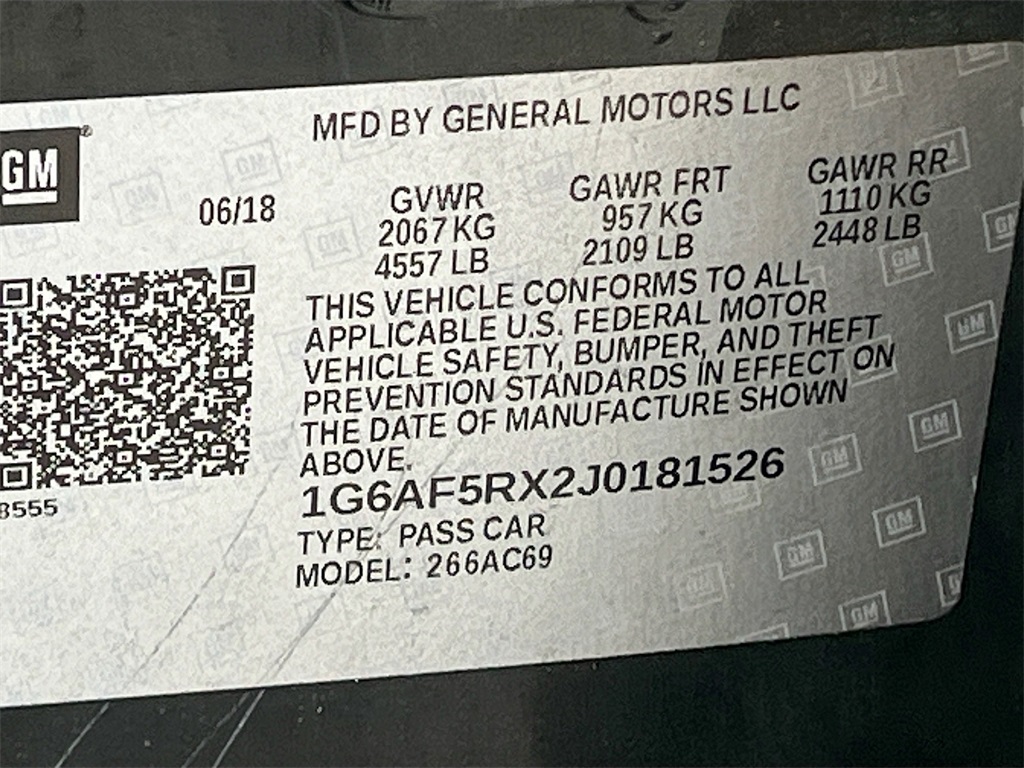 MFD BY GENERAL MOTORS LLC
GM®
06/18
GVWR
2067 KG
4557 LB
GAWR FRT
957 KG
2109 LB
GAWR RR
1110 KG
2448 LB
THIS VEHICLE CONFORMS TO ALL
APPLICABLE U.S. FEDERAL MOTOR
VEHICLE SAFETY, BUMPER, AND THEFT
PREVENTION STANDARDS IN EFFECT ON
THE DATE OF MANUFACTURE SHOWN
ABOVE.
1G6AF5RX2J0181526
TYPE: PASS CAR
MODEL: 266AC69
8555